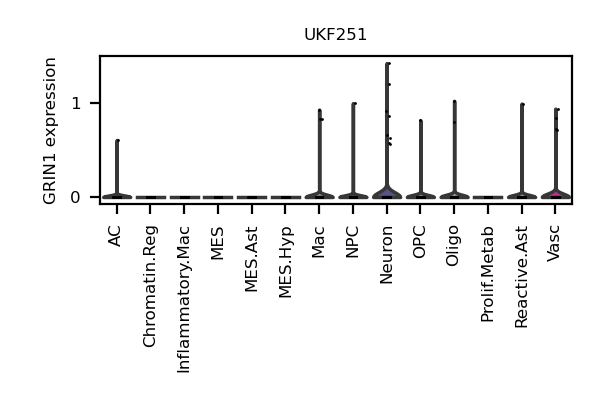 UKF251
GRIN1 expression
1
0
AC
Chromatin.Reg
Inflammatory.Mac
MES
MES.Ast
MES.Hyp
Mac
NPC
Neuron
OPC
Oligo
Prolif.Metab
Reactive.Ast
Vasc